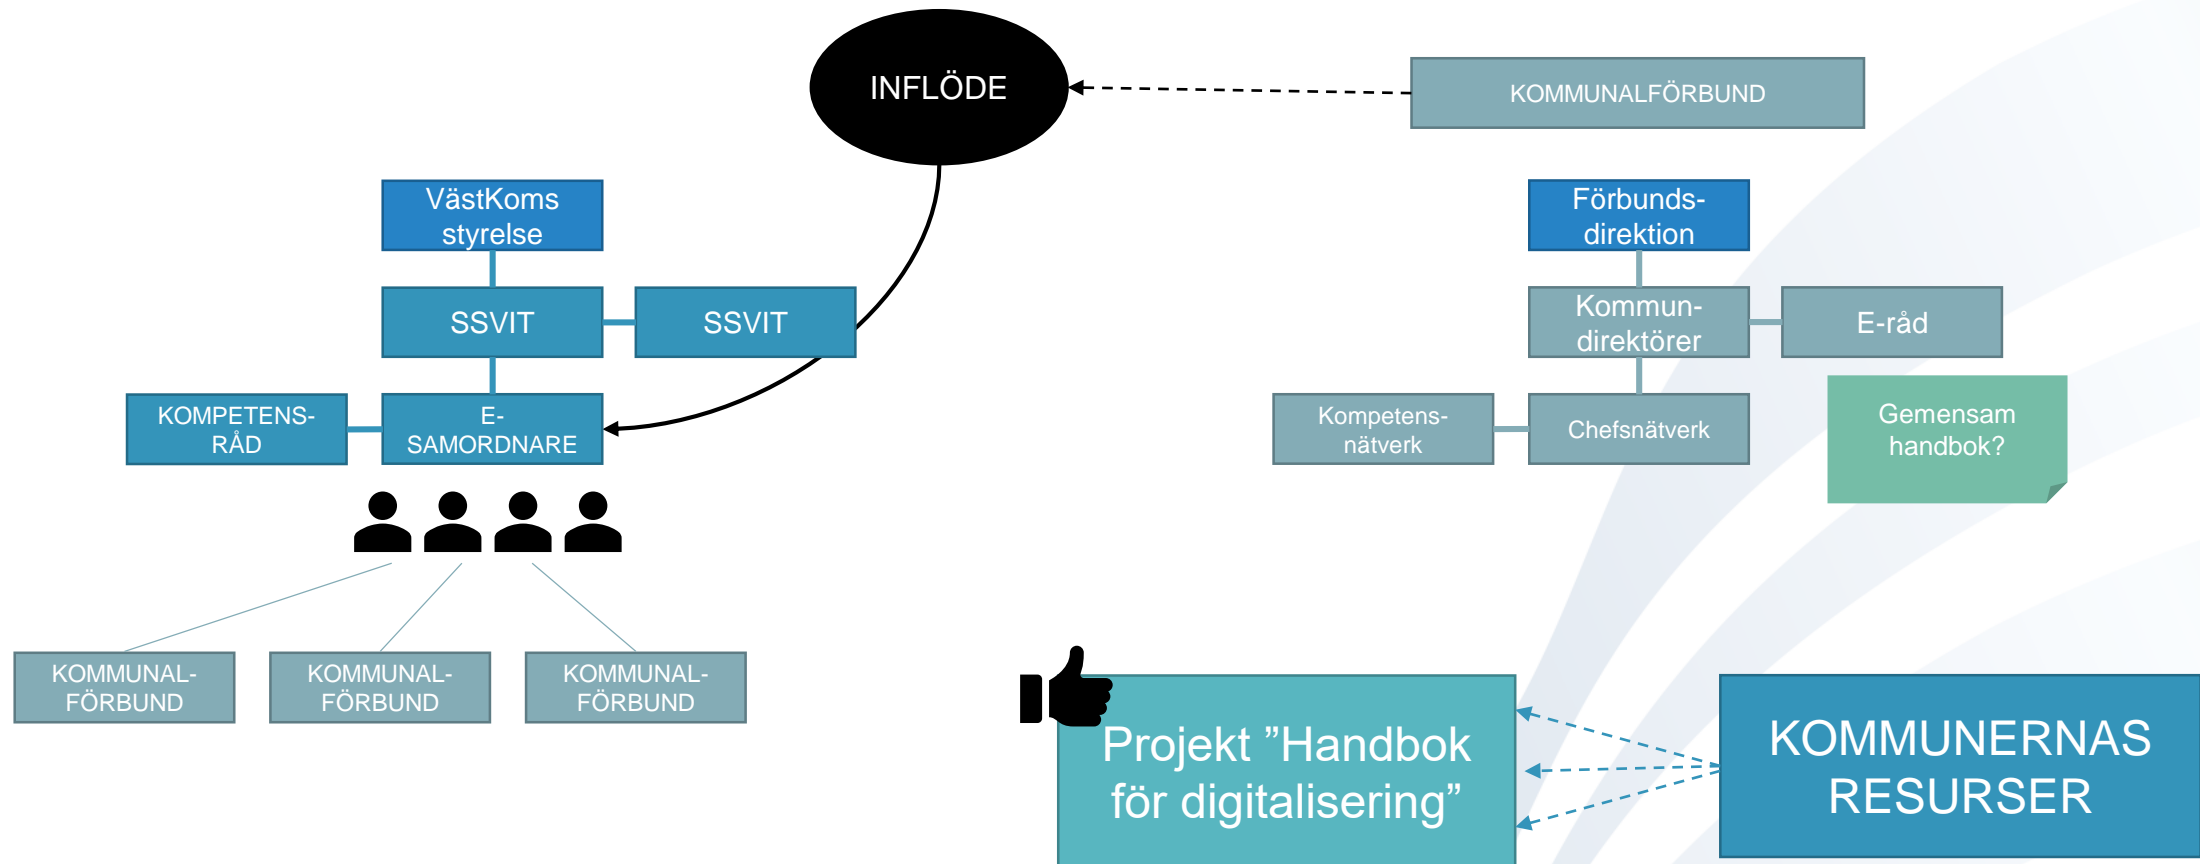 INFLÖDE
KOMMUNALFÖRBUND
VästKoms
styrelse
SSVIT
SSVIT
KOMPETENS-
RÅD
E-
SAMORDNARE
KOMMUNAL-
FÖRBUND
KOMMUNAL-
FÖRBUND
KOMMUNAL-
FÖRBUND
Förbunds-
direktion
Kommun-
direktörer
E-råd
Kompetens-
nätverk
Chefsnätverk
Gemensam
handbok?
Projekt ”Handbok
för digitalisering”
KOMMUNERNAS
RESURSER